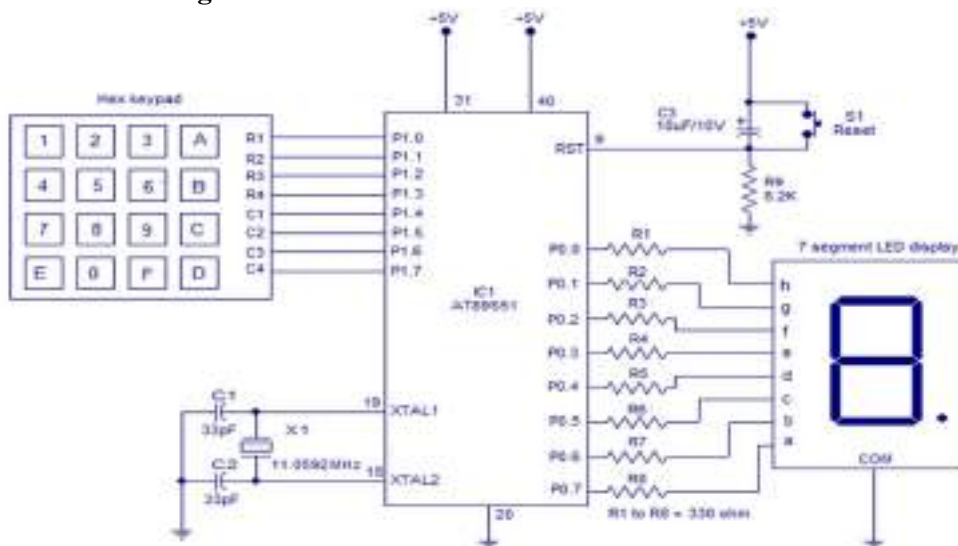 +5V
+5V
+5V
Hex keypad
1 2 3 A
4 5 6 B
7 8 9 C
E 0 F D
R1
R2
R3
R4
C1
C2
C3
C4
31
40
P1.0
P1.1
P1.2
P1.3
P1.4
P1.5
P1.6
P1.7
RST
9
C3
10µF/10V
+
S1
Reset
R9
8.2K
IC1
AT89S51
P0.0
P0.1
P0.2
P0.3
P0.4
P0.5
P0.6
P0.7
R1
R2
R3
R4
R5
R6
R7
R8
R1 to R8 = 330 ohm
7 segment LED display
h
g
f
e
d
c
b
a
COM
C1
33pF
C2
33pF
X1
11.0592MHz
19
XTAL1
18
XTAL2
20